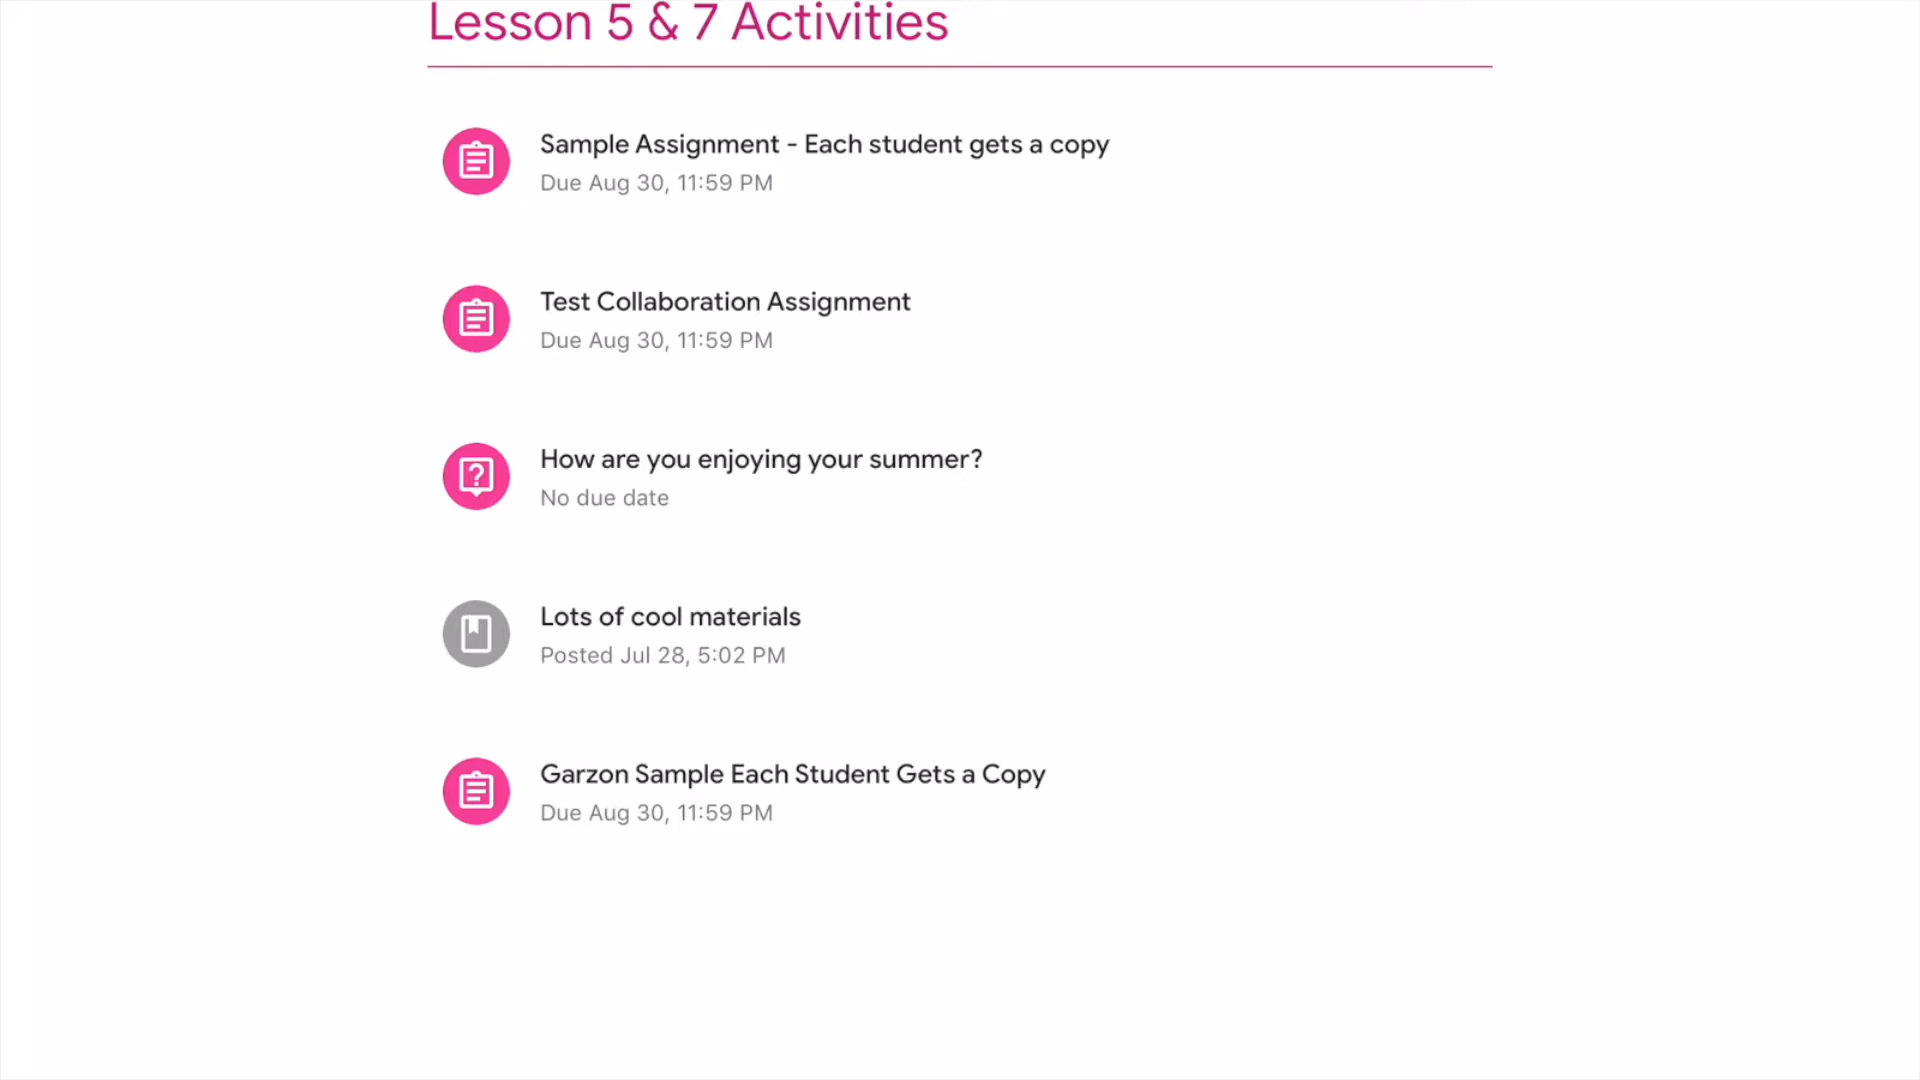 Lesson 5 & 7 Activities
Sample Assignment - Each student gets a copy
Due Aug 30, 11:59 PM
Test Collaboration Assignment
Due Aug 30, 11:59 PM
How are you enjoying your summer?
No due date
Lots of cool materials
Posted Jul 28, 5:02 PM
Garzon Sample Each Student Gets a Copy
Due Aug 30, 11:59 PM